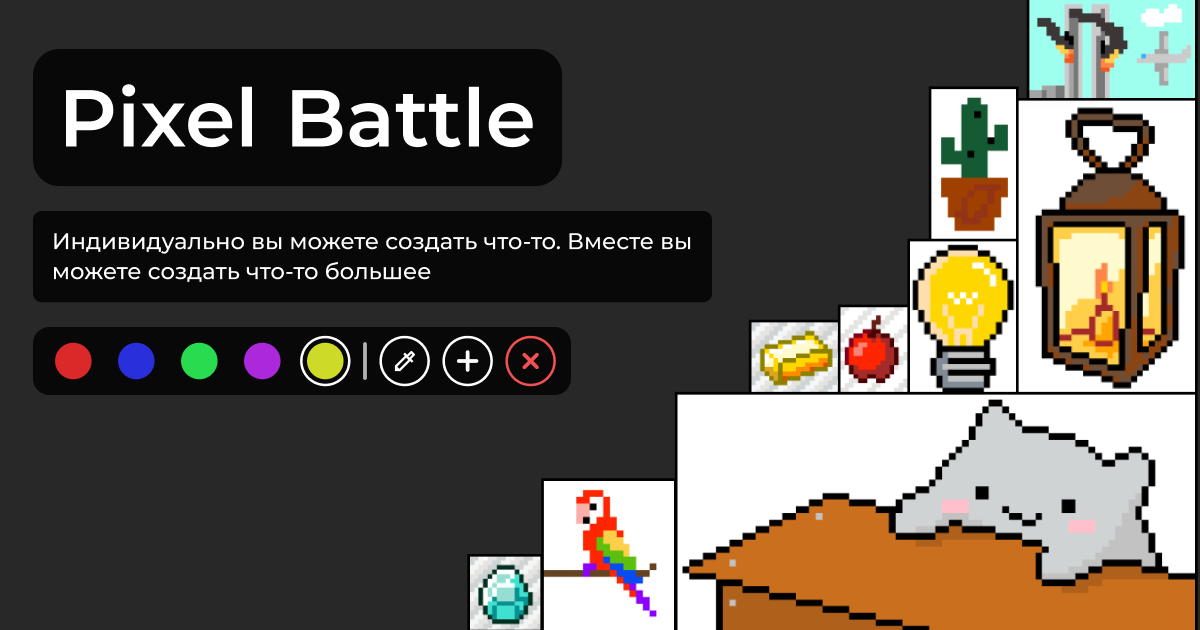 Pixel Battle
Индивидуально вы можете создать что-то. Вместе вы
можете создать что-то большее